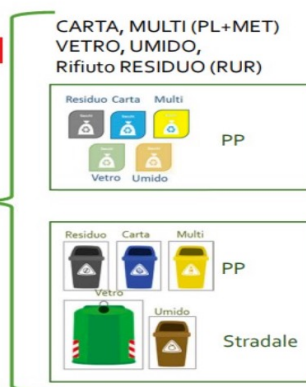 CARTA, MULTI (PL+MET)
VETRO, UMIDO,
Rifiuto RESIDUO (RUR)
Residuo Carta Multi
PP
Vetro Umido
Residuo Carta Multi
PP
Vetro
Umido
Stradale